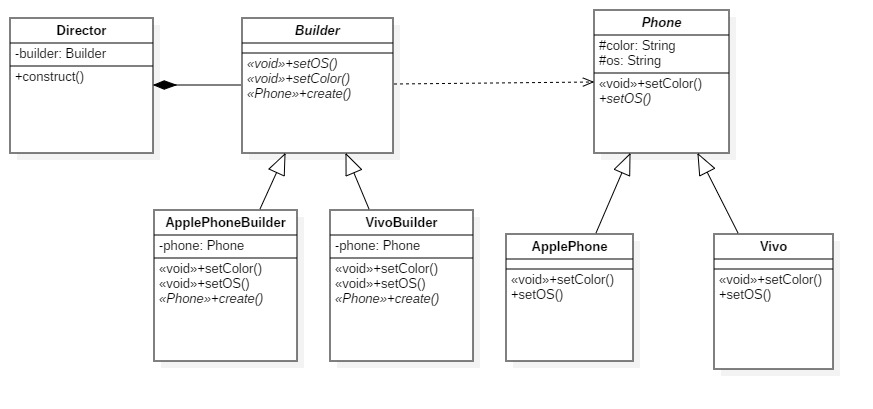 Director
-builder: Builder
+construct()
Builder
«void»+setOS()
«void»+setColor()
«Phone»+create()
Phone
#color: String
#os: String
«void»+setColor()
+setOS()
ApplePhoneBuilder
-phone: Phone
«void»+setColor()
«void»+setOS()
«Phone»+create()
VivoBuilder
-phone: Phone
«void»+setColor()
«void»+setOS()
«Phone»+create()
ApplePhone
«void»+setColor()
+setOS()
Vivo
«void»+setColor()
+setOS()